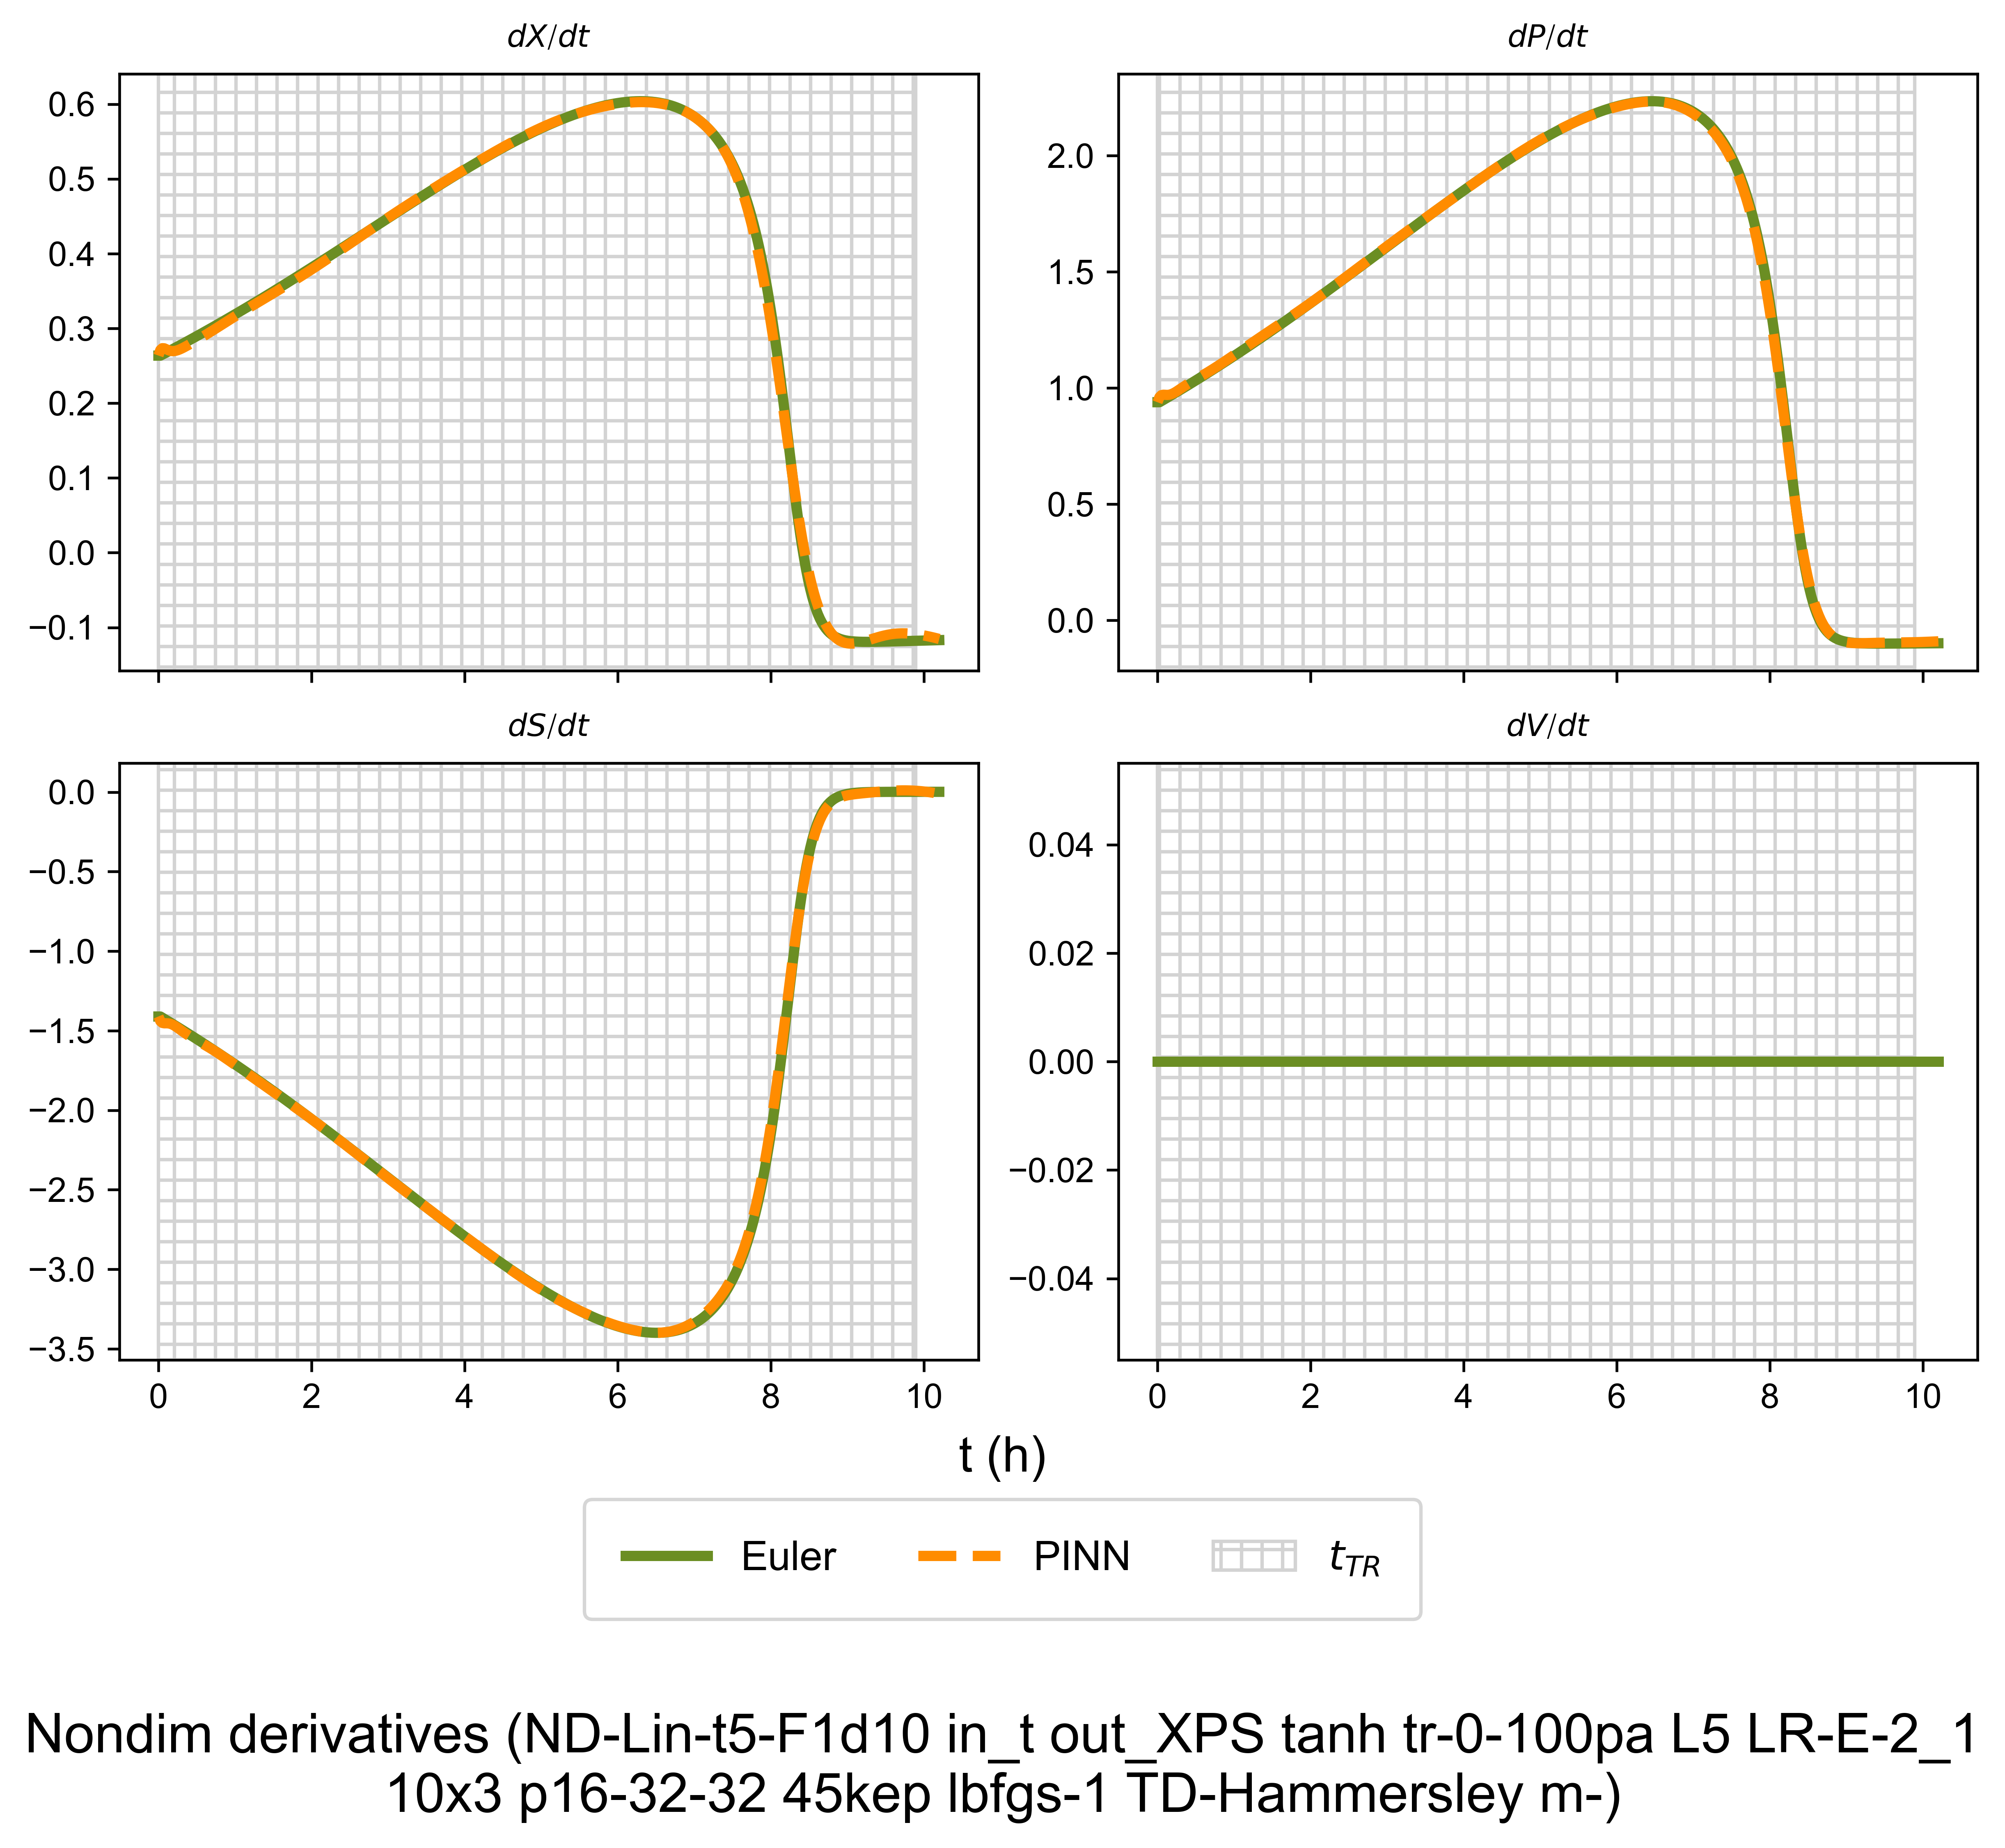 dX/dt
dP/dt
0.6
0.5
0.4
0.3
0.2
0.1
0.0
−0.1
2.0
1.5
1.0
0.5
0.0
dS/dt
dV/dt
0.0
−0.5
−1.0
−1.5
−2.0
−2.5
−3.0
−3.5
0 2 4 6 8 10
0.04
0.02
0.00
−0.02
−0.04
0 2 4 6 8 10
t (h)
Euler PINN t_TR
Nondim derivatives (ND-Lin-t5-F1d10 in_t out_XPS tanh tr-0-100pa L5 LR-E-2_1
10x3 p16-32-32 45kep lbfgs-1 TD-Hammersley m-)